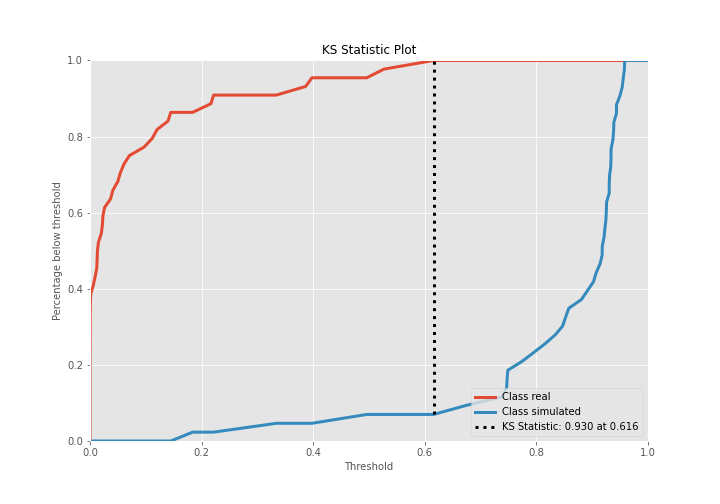 KS Statistic Plot
1.0
0.8
0.6
0.4
0.2
0.0
Percentage below threshold
0.0 0.2 0.4 0.6 0.8 1.0
Threshold
Class real
Class simulated
KS Statistic: 0.930 at 0.616